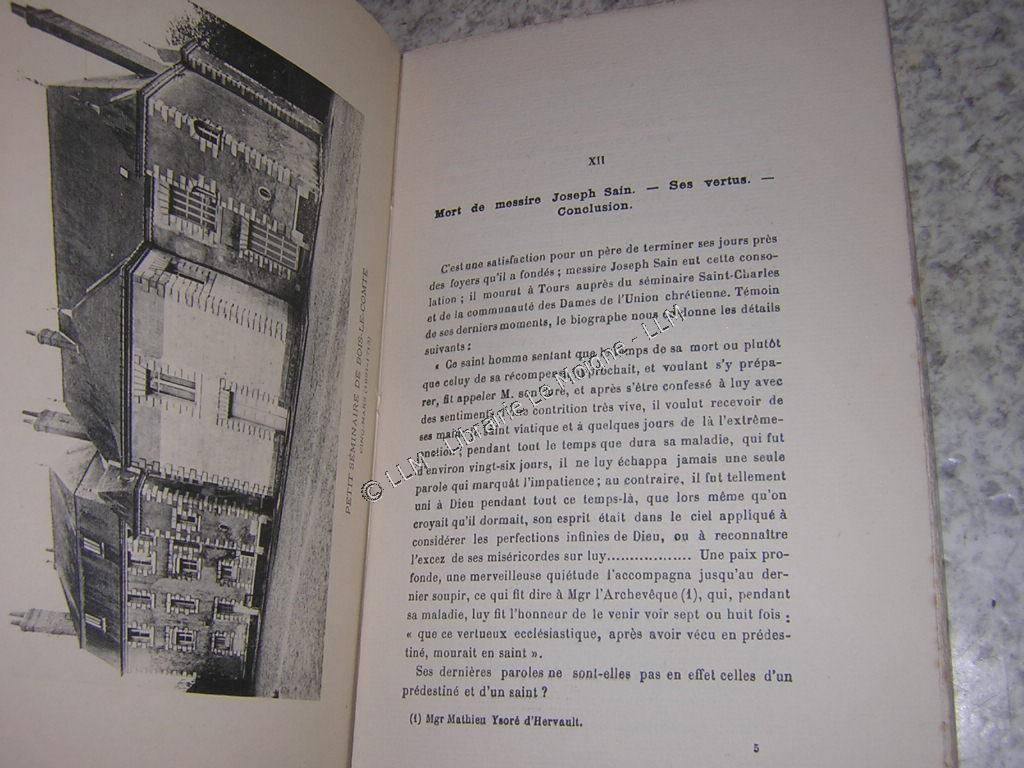 PETIT SÉMINAIRE DE BOIS-LE-COMTE
XII
Mort de messire Joseph Sain. — Ses vertus. —
Conclusion.
C'est une satisfaction pour un père de terminer ses jours près
des foyers qu'il a fondés ; messire Joseph Sain eut cette conso-
lation ; il mourut à Tours auprès du séminaire Saint-Charles
et de la communauté des Dames de l'Union chrétienne. Témoin
de ses derniers moments, le biographe nous en donne les détails
suivants :
« Ce saint homme sentant que le temps de sa mort ou plutôt
que celuy de sa récompense approchait, et voulant s'y prépa-
rer, fit appeler M. son curé, et après s'être confessé à luy avec
des sentiments d'une contrition très vive, il voulut recevoir de
ses mains le saint viatique et à quelques jours de là l'extrême-
onction ; pendant tout le temps que dura sa maladie, qui fut
d'environ vingt-six jours, il ne luy échappa jamais une seule
parole qui marquât l'impatience ; au contraire, il fut tellement
uni à Dieu pendant tout ce temps-là, que lors même qu'on
croyait qu'il dormait, son esprit était dans le ciel appliqué à
considérer les perfections infinies de Dieu, ou à reconnaître
l'excez de ses miséricordes sur luy.................. Une paix pro-
fonde, une merveilleuse quiétude l'accompagna jusqu'au der-
nier soupir, ce qui fit dire à Mgr l'Archevêque (1), qui, pendant
sa maladie, luy fit l'honneur de le venir voir sept ou huit fois :
« que ce vertueux ecclésiastique, après avoir vécu en prédes-
tiné, mourait en saint ».
Ses dernières paroles ne sont-elles pas en effet celles d'un
prédestiné et d'un saint ?
(1) Mgr Mathieu Ysoré d'Hervault.
5
© LLM - Librairie Le Moigne - LLM